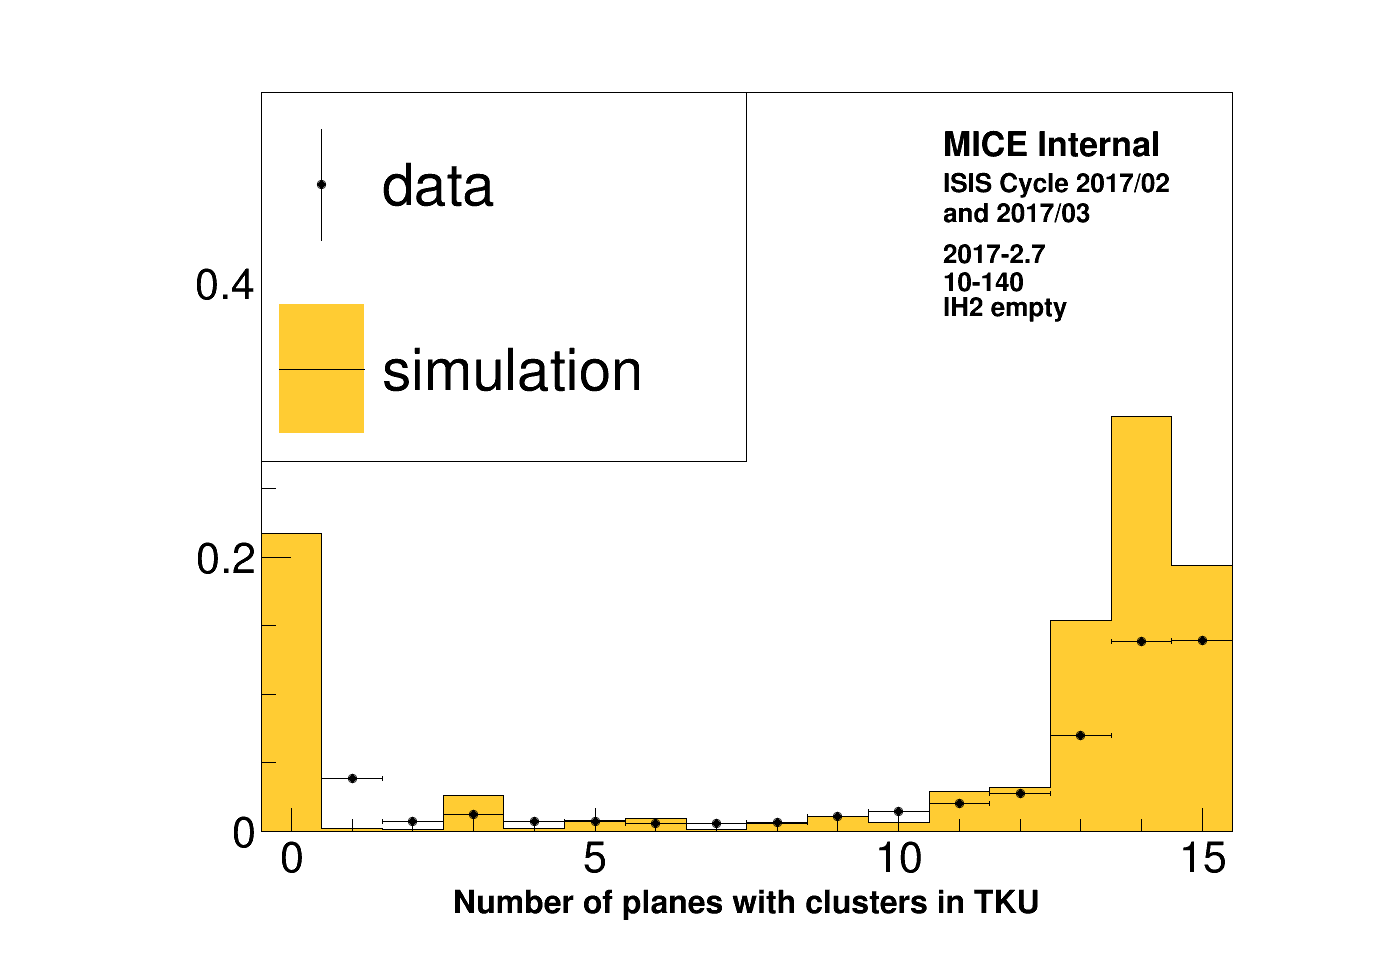 data
simulation
MICE Internal
ISIS Cycle 2017/02
and 2017/03
2017-2.7
10-140
lH2 empty
0.4
0.2
0
0 5 10 15
Number of planes with clusters in TKU